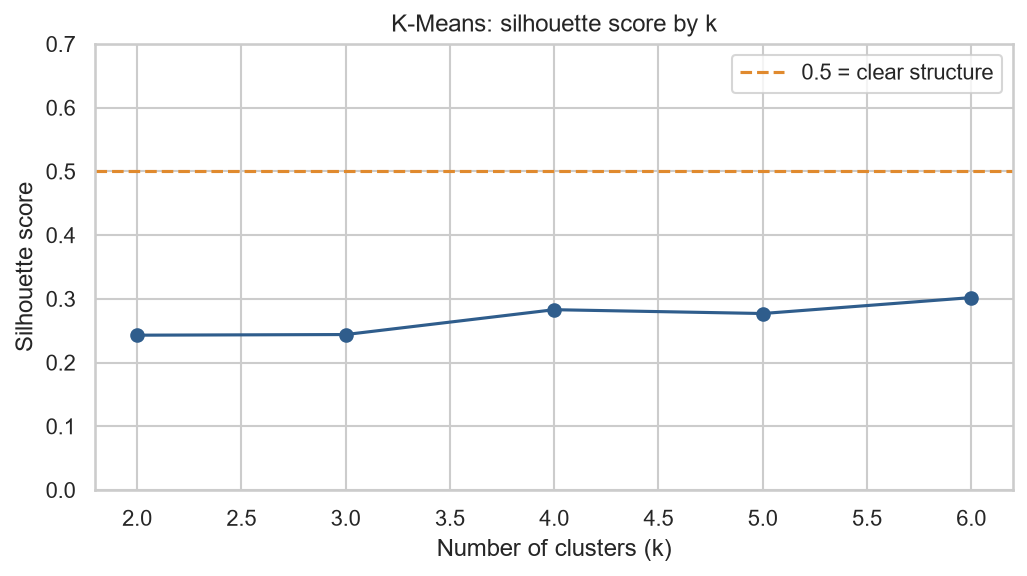 K-Means: silhouette score by k
0.5 = clear structure
Silhouette score
0.7
0.6
0.5
0.4
0.3
0.2
0.1
0.0
2.0 2.5 3.0 3.5 4.0 4.5 5.0 5.5 6.0
Number of clusters (k)